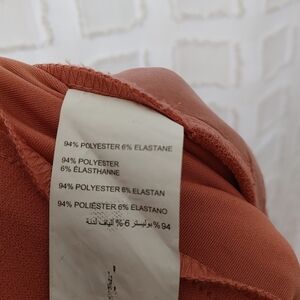 94% POLYESTER 6% ELASTANE
94% POLYESTER
6% ÉLASTHANNE
94% POLYESTER 6% ELASTAN
94% POLIÉSTER 6% ELASTANO
94% بوليستر 6% ألياف لدنة